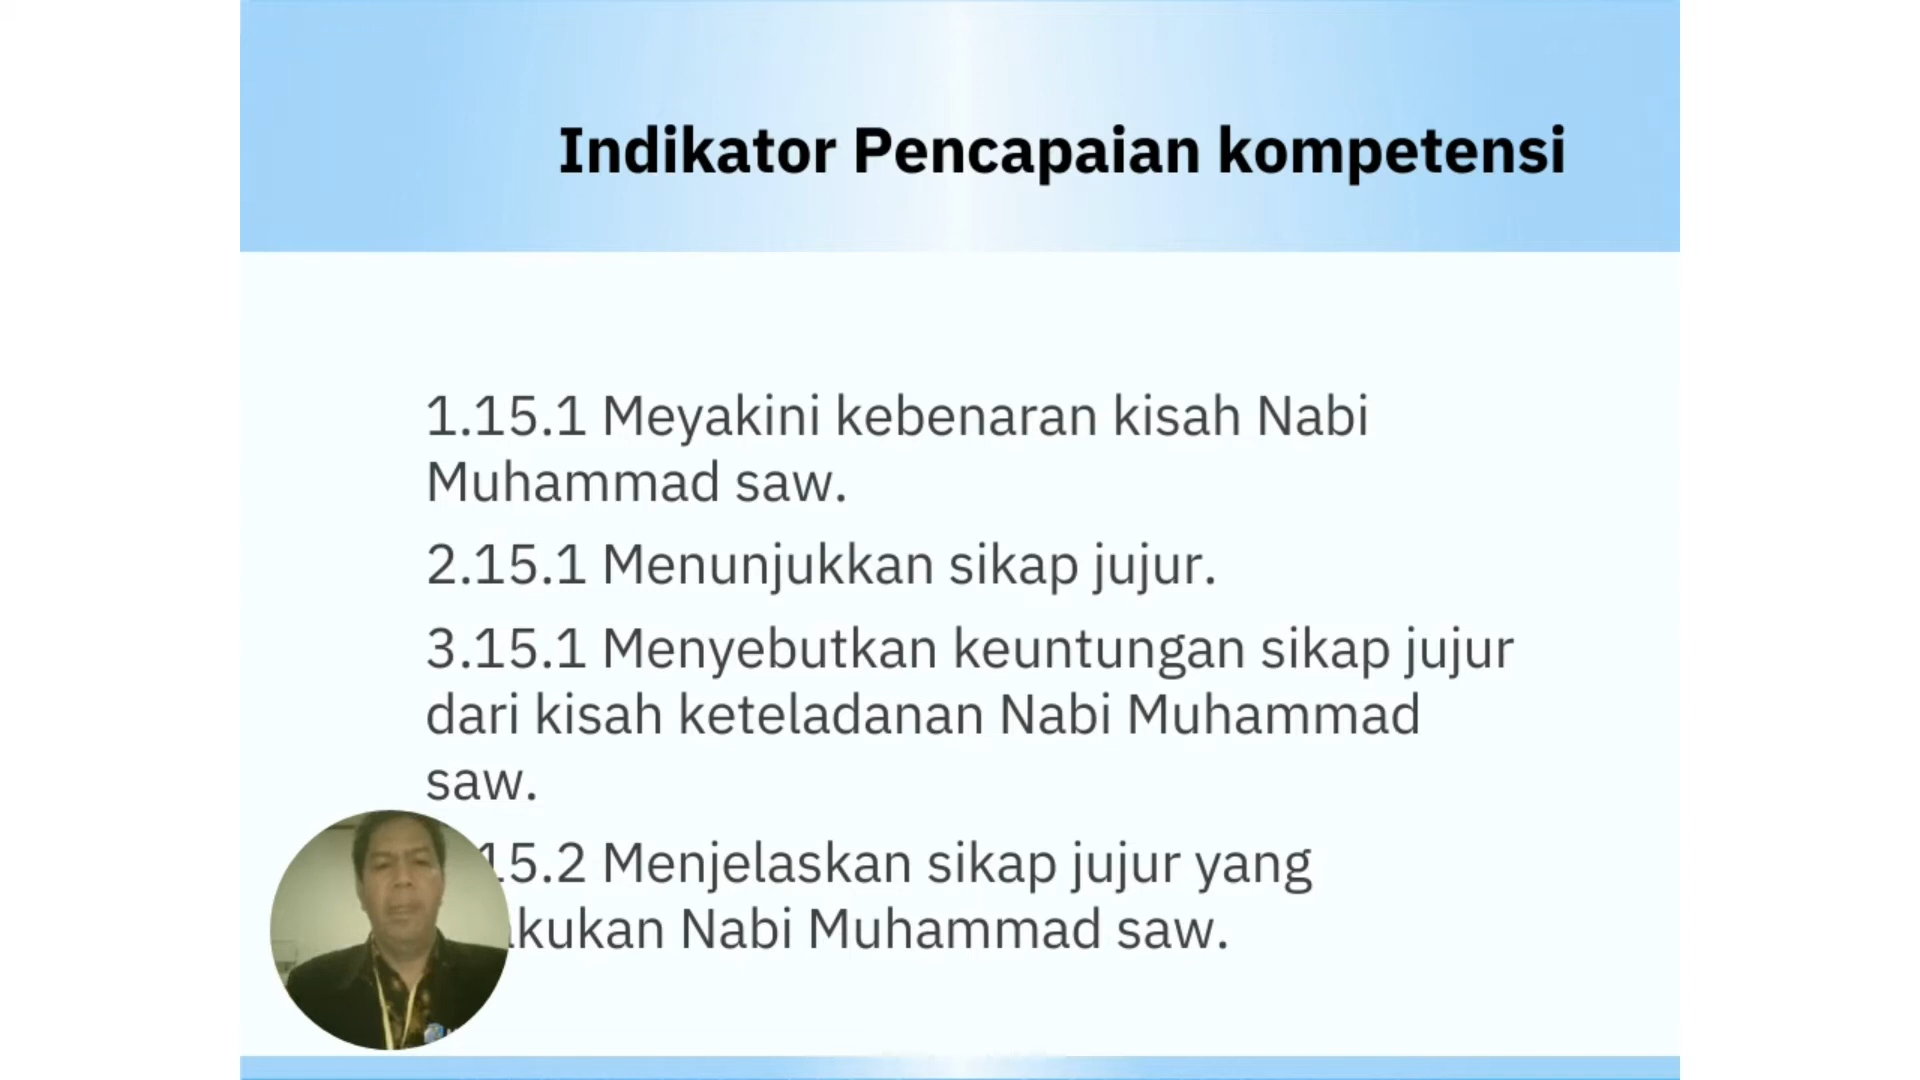 Indikator Pencapaian kompetensi
1.15.1 Meyakini kebenaran kisah Nabi
Muhammad saw.
2.15.1 Menunjukkan sikap jujur.
3.15.1 Menyebutkan keuntungan sikap jujur
dari kisah keteladanan Nabi Muhammad
saw.
15.2 Menjelaskan sikap jujur yang
kukan Nabi Muhammad saw.